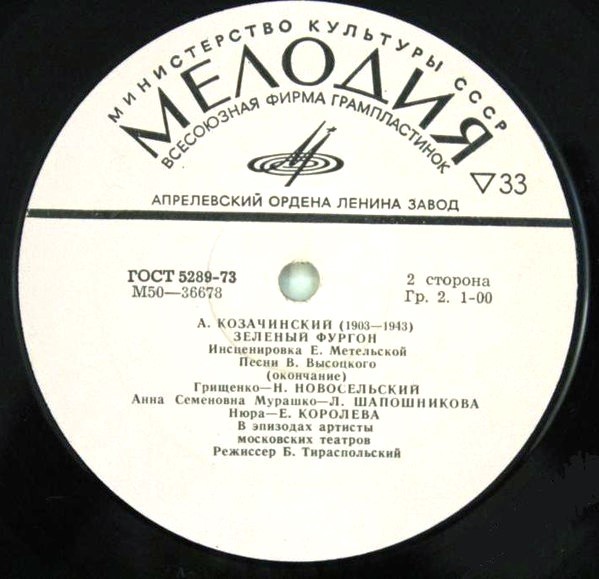 МИНИСТЕРСТВО КУЛЬТУРЫ СССР
МЕЛОДИЯ
ВСЕСОЮЗНАЯ ФИРМА ГРАМПЛАСТИНОК
▽33
АПРЕЛЕВСКИЙ ОРДЕНА ЛЕНИНА ЗАВОД
ГОСТ 5289-73
М50—36678
2 сторона
Гр. 2. 1-00
А. КОЗАЧИНСКИЙ (1903—1943)
ЗЕЛЕНЫЙ ФУРГОН
Инсценировка Е. Метельской
Песни В. Высоцкого
(окончание)
Грищенко—Н. НОВОСЕЛЬСКИЙ
Анна Семеновна Мурашко—Л. ШАПОШНИКОВА
Нюра—Е. КОРОЛЕВА
В эпизодах артисты
московских театров
Режиссер Б. Тираспольский